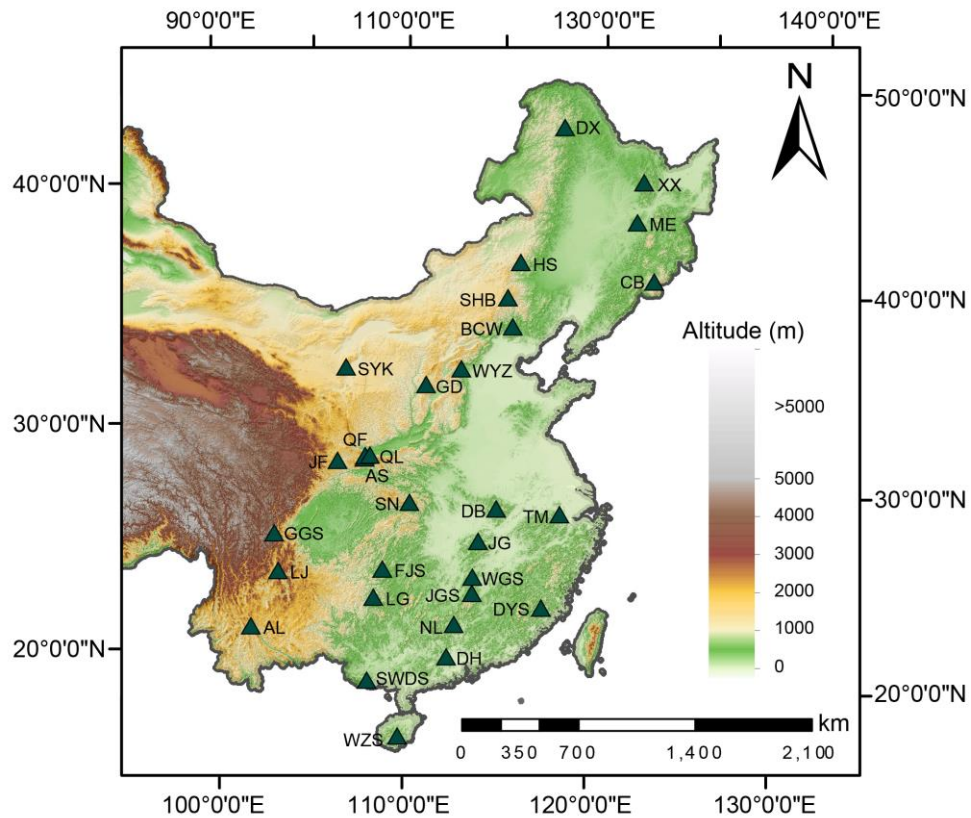 90°0'0"E 110°0'0"E 130°0'0"E 140°0'0"E
N
50°0'0"N
DX
40°0'0"N
XX
ME
HS
CB
SHB
40°0'0"N
BCW
Altitude (m)
SYK
WYZ
GD
>5000
30°0'0"N
QF
QL
JF
AS
5000
SN
DB
TM
30°0'0"N
4000
GGS
JG
3000
LJ
FJS
WGS
2000
LG
JGS
DYS
AL
NL
1000
20°0'0"N
DH
0
SWDS
20°0'0"N
km
WZS
0 350 700 1,400 2,100
100°0'0"E 110°0'0"E 120°0'0"E 130°0'0"E